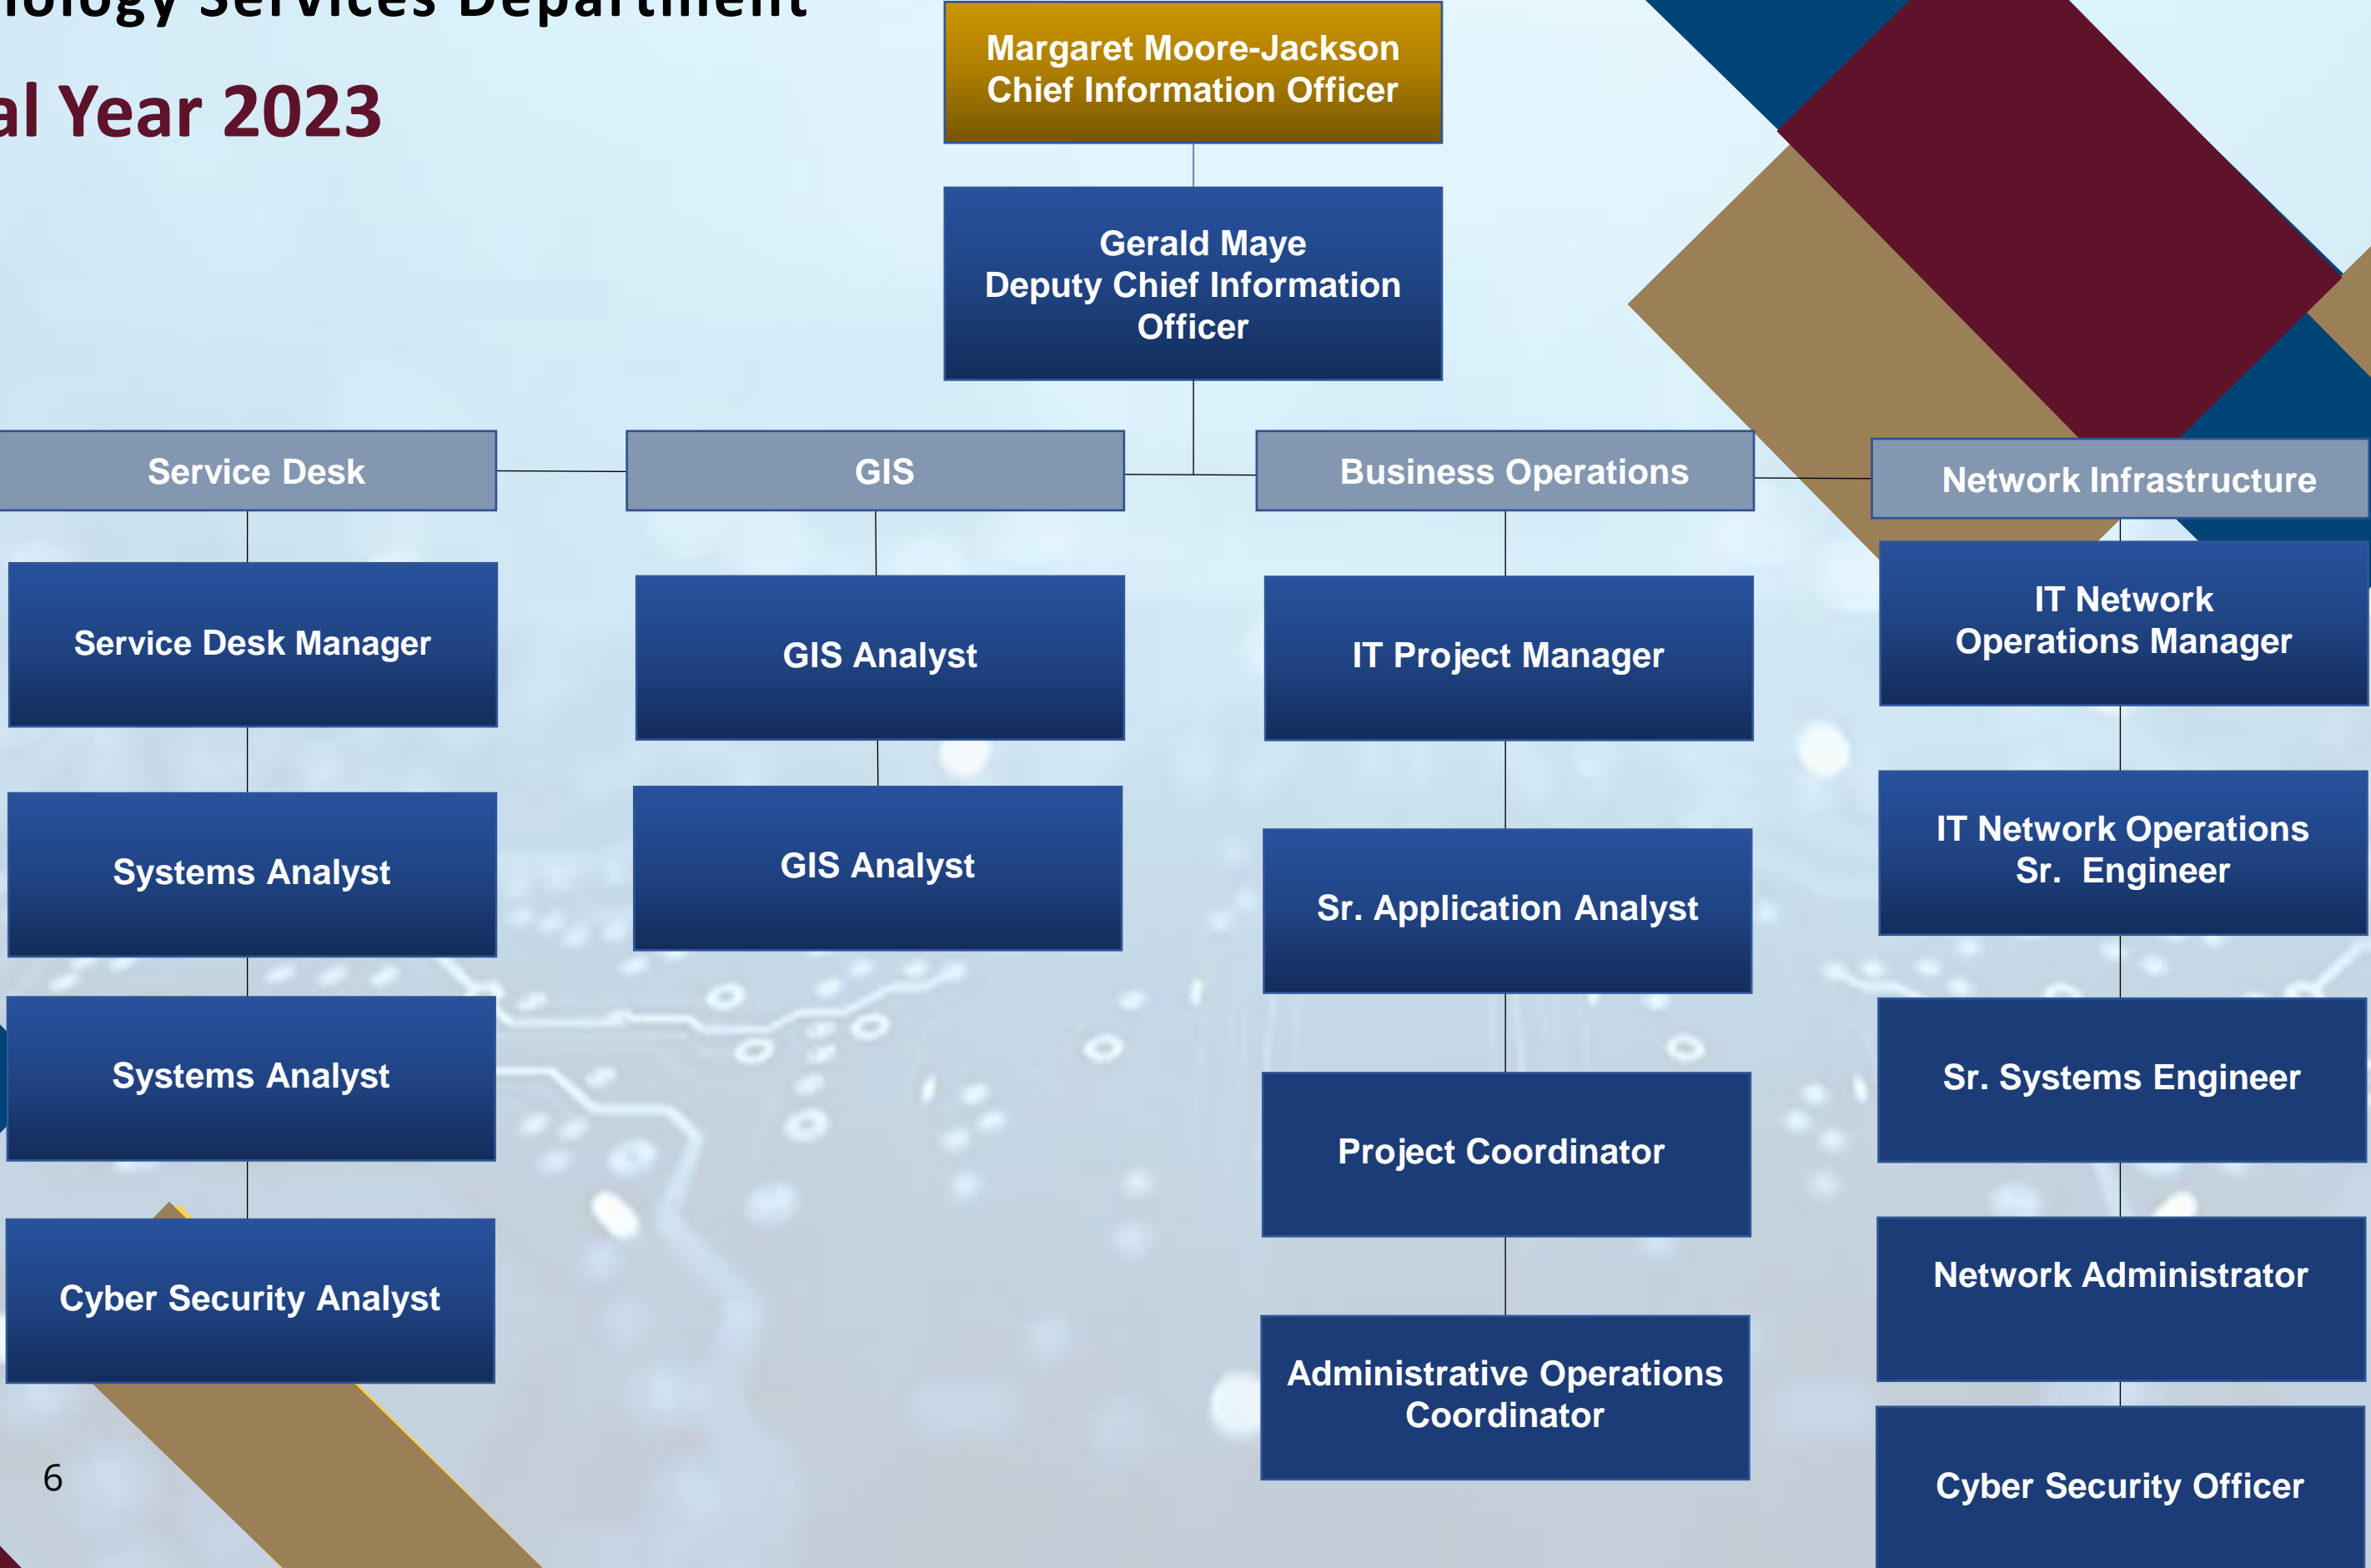 nology Services Department
al Year 2023
Margaret Moore-Jackson
Chief Information Officer
Gerald Maye
Deputy Chief Information
Officer
Service Desk
GIS
Business Operations
Network Infrastructure
Service Desk Manager
Systems Analyst
Systems Analyst
Cyber Security Analyst
GIS Analyst
GIS Analyst
IT Project Manager
Sr. Application Analyst
Project Coordinator
Administrative Operations
Coordinator
IT Network
Operations Manager
IT Network Operations
Sr. Engineer
Sr. Systems Engineer
Network Administrator
Cyber Security Officer
6